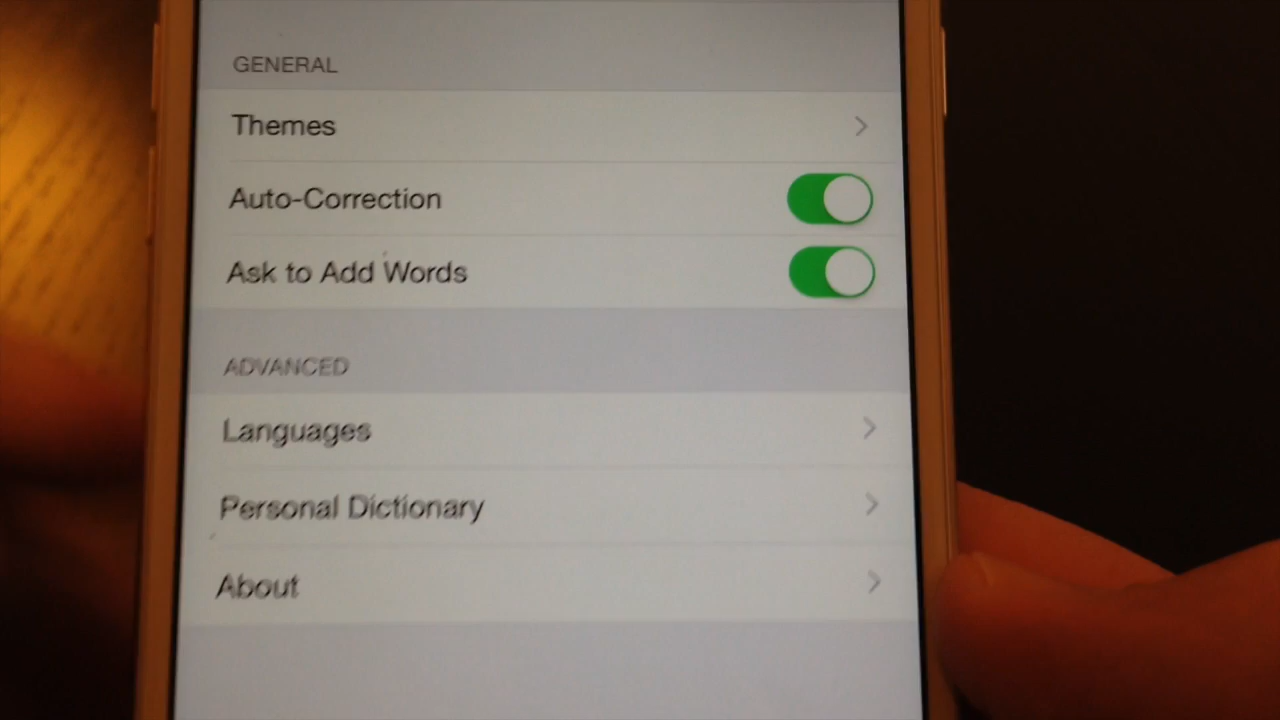 GENERAL
Themes
Auto-Correction
Ask to Add Words
ADVANCED
Languages
Personal Dictionary
About